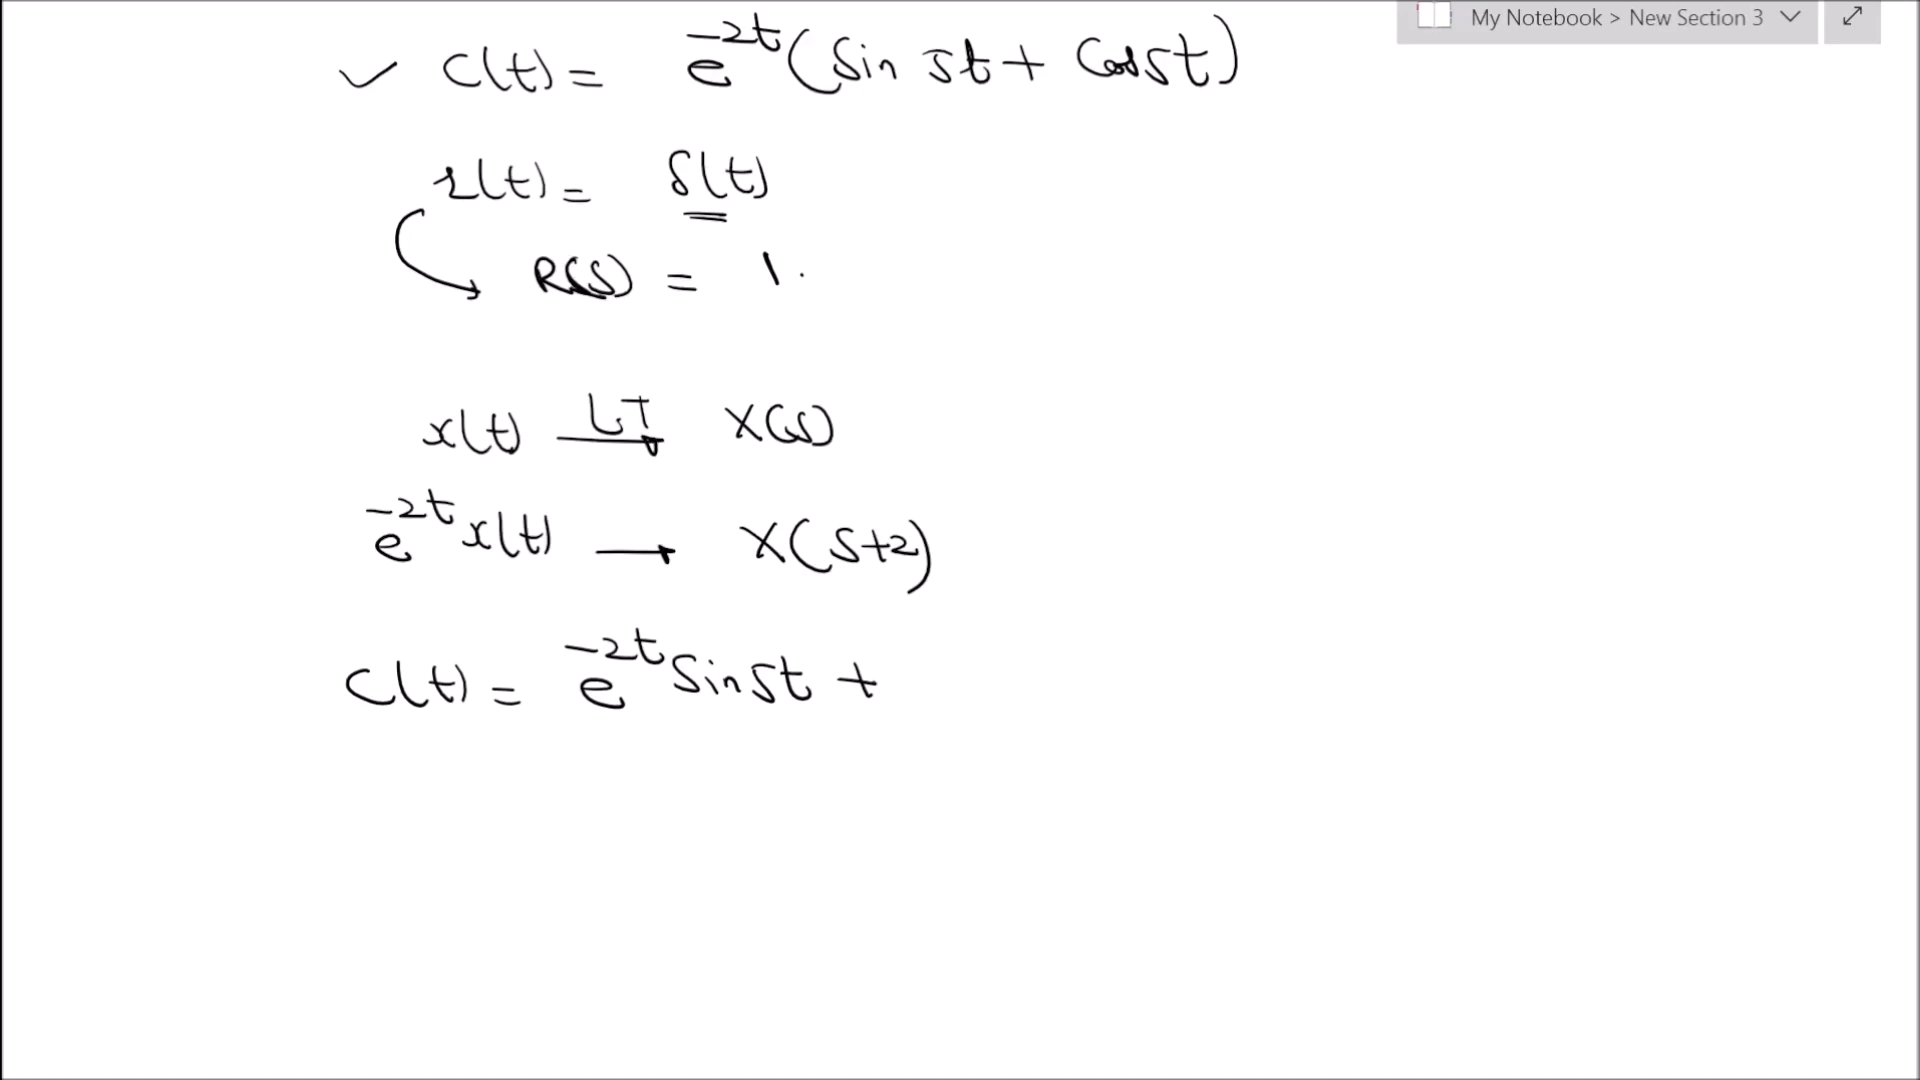 My Notebook > New Section 3
c(t) = e^{-2t}(Sin 5t + Cos5t)
r(t) = δ(t)
R(S) = 1.
x(t) LT→ X(s)
e^{-2t} x(t) → X(S+2)
c(t) = e^{-2t} Sin5t +